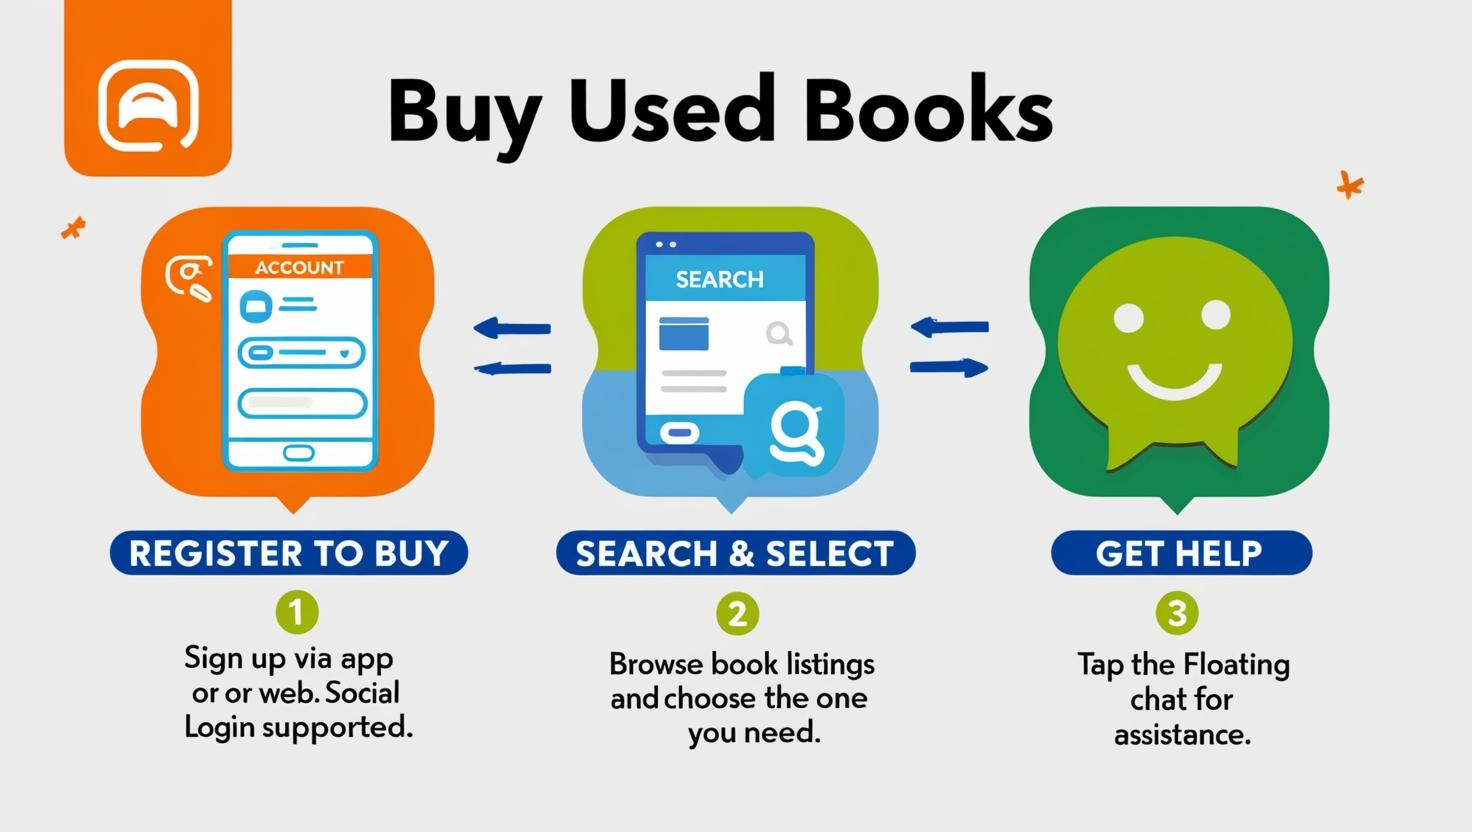 Buy Used Books
ACCOUNT
SEARCH
REGISTER TO BUY
1
Sign up via app
or or web. Social
Login supported.
SEARCH & SELECT
2
Browse book listings
and choose the one
you need.
GET HELP
3
Tap the Floating
chat for
assistance.